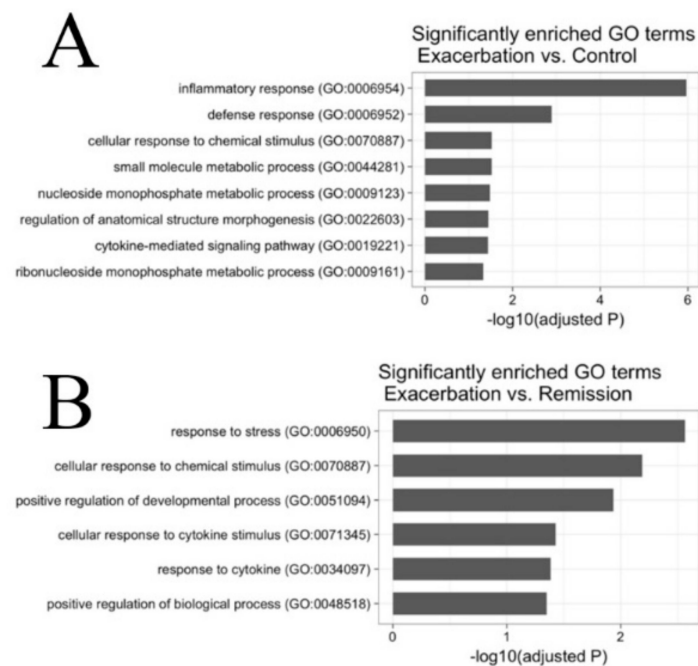 A
Significantly enriched GO terms
Exacerbation vs. Control
inflammatory response (GO:0006954)
defense response (GO:0006952)
cellular response to chemical stimulus (GO:0070887)
small molecule metabolic process (GO:0044281)
nucleoside monophosphate metabolic process (GO:0009123)
regulation of anatomical structure morphogenesis (GO:0022603)
cytokine-mediated signaling pathway (GO:0019221)
ribonucleoside monophosphate metabolic process (GO:0009161)
0 2 4 6
-log10(adjusted P)
B
Significantly enriched GO terms
Exacerbation vs. Remission
response to stress (GO:0006950)
cellular response to chemical stimulus (GO:0070887)
positive regulation of developmental process (GO:0051094)
cellular response to cytokine stimulus (GO:0071345)
response to cytokine (GO:0034097)
positive regulation of biological process (GO:0048518)
0 1 2
-log10(adjusted P)